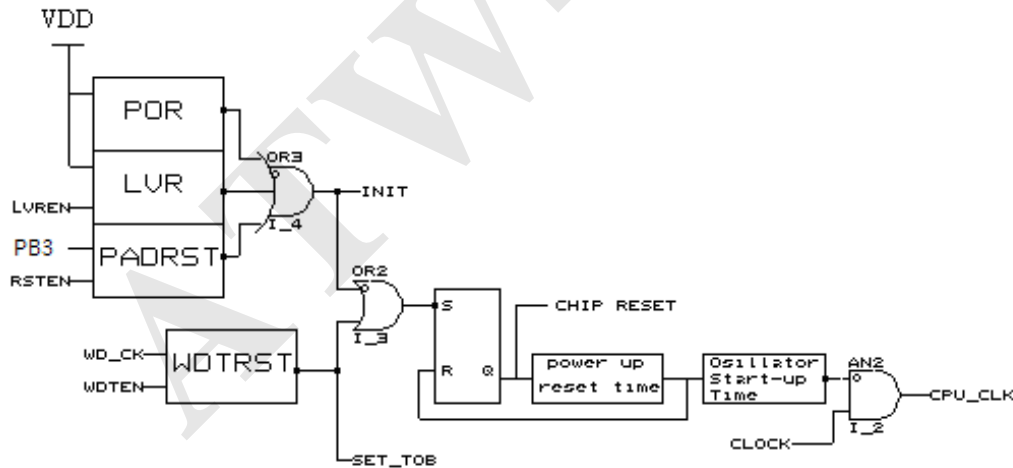 VDD
POR
OR3
LVR
INIT
LVREN
I_4
PB3
PADRST
RSTEN
OR2
S
CHIP RESET
I_3
WD_CK
WDTRST
WDTEN
R
Q
power up
reset time
Osillator
Start-up
Time
AN2
CPU_CLK
I_2
CLOCK
SET_TOB
ATW